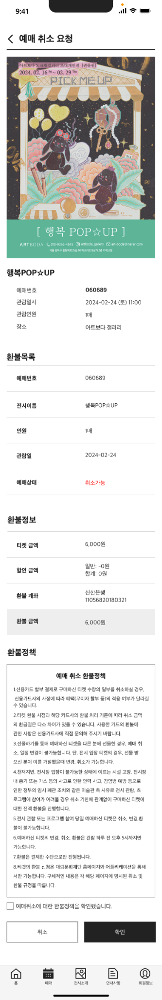 9:41
예매 취소 요청
아트보다 X 크릴갤러리 초대개인전 [권류원]
2024. 02. 16 Fri ~ 02. 29 Thu
PICK ME UP
[ 행복 POP☆UP ]
ARTBODA 010-9266-4645 artboda_gallery art-boda@naver.com
행복POP☆UP
예매번호 060689
관람일시 2024-02-24 (토) 11:00
관람인원 1매
장소 아트보다 갤러리
환불목록
예매번호 060689
전시이름 행복POP☆UP
인원 1매
관람일 2024-02-24
예매상태 취소가능
환불정보
티켓 금액 6,000원
할인 금액 일반: -0원
합계: 0원
환불 계좌 신한은행
11056820180321
환불 금액 6,000원
환불정책
예매 취소 환불정책
1.신용카드 할부 결제로 구매하신 티켓 수량의 일부를 취소하실 경우,
신용카드사의 사정에 따라 혜택(무이자 할부 등)의 적용 여부가 달라질
수 있습니다.
2.티켓 환불 시점과 해당 카드사의 환불 처리 기준에 따라 취소 금액
의 환급일은 다소 차이가 있을 수 있습니다. 사용한 카드의 환불에
관한 사항은 신용카드사에 직접 문의해 주시기 바랍니다.
3.선물하기를 통해 예매하신 티켓을 다른 분께 선물한 경우, 예매 취
소, 일정 변경이 불가능합니다. 단, 전시 입장 티켓의 경우, 선물 받
으신 분이 이를 거절했을때 변경, 취소가 가능합니다.
4.천재지변, 전시장 입장이 불가능한 상태에 이르는 시설 고장, 전시장
내 총기 또는 가스 등의 사고로 인한 인력 사고, 감염병 예방 등으로
인한 정부의 임시 폐관 조치와 같은 미술관 측 사유로 전시 관람, 츠
로그램에 참여가 어려울 경우 취소 기한에 관계없이 구매하신 티켓에
대한 전액 환불을 진행합니다.
5.전시 관람 또는 프로그램 참여 당일 예매하신 티켓은 취소, 변경,환
불이 불가능합니다.
6.예매하신 티켓의 변경, 취소, 환불은 관람 하루 전 오후 5시까지만
가능합니다.
7.환불은 결제한 수단으로만 진행됩니다.
8.티켓의 환불 신청은 대림문화재단 홈페이지와 어플리케이션을 통해
서만 가능합니다. 구체적인 내용은 각 해당 페이지에 명시된 취소 및
환불 규정을 따릅니다.
예매취소에 대한 환불정책을 확인했습니다.
취소 확인
홈 예매 전시소개 안내사항 회원정보